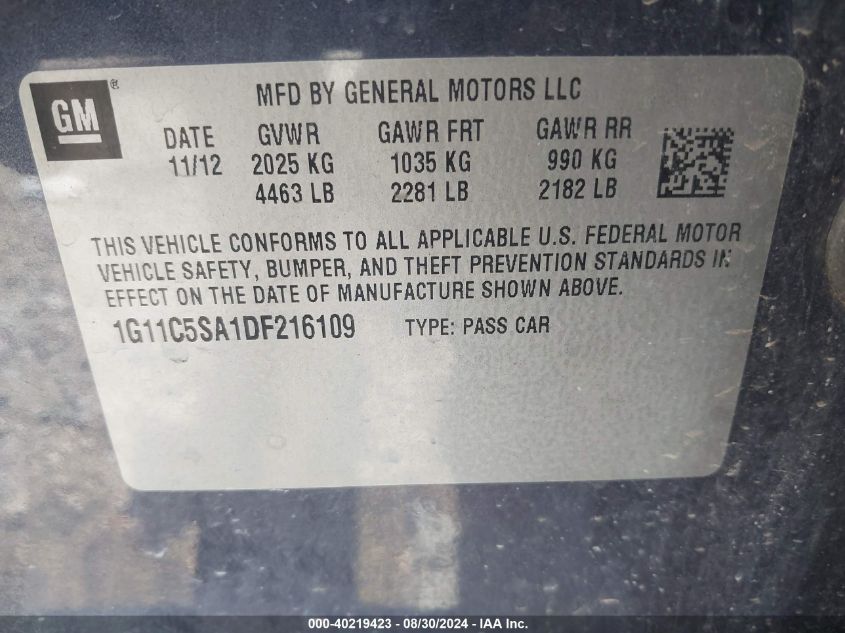 GM ®
MFD BY GENERAL MOTORS LLC
DATE GVWR GAWR FRT GAWR RR
11/12 2025 KG 1035 KG 990 KG
4463 LB 2281 LB 2182 LB
THIS VEHICLE CONFORMS TO ALL APPLICABLE U.S. FEDERAL MOTOR
VEHICLE SAFETY, BUMPER, AND THEFT PREVENTION STANDARDS IN
EFFECT ON THE DATE OF MANUFACTURE SHOWN ABOVE.
1G11C5SA1DF216109 TYPE: PASS CAR
000-40219423 - 08/30/2024 - IAA Inc.